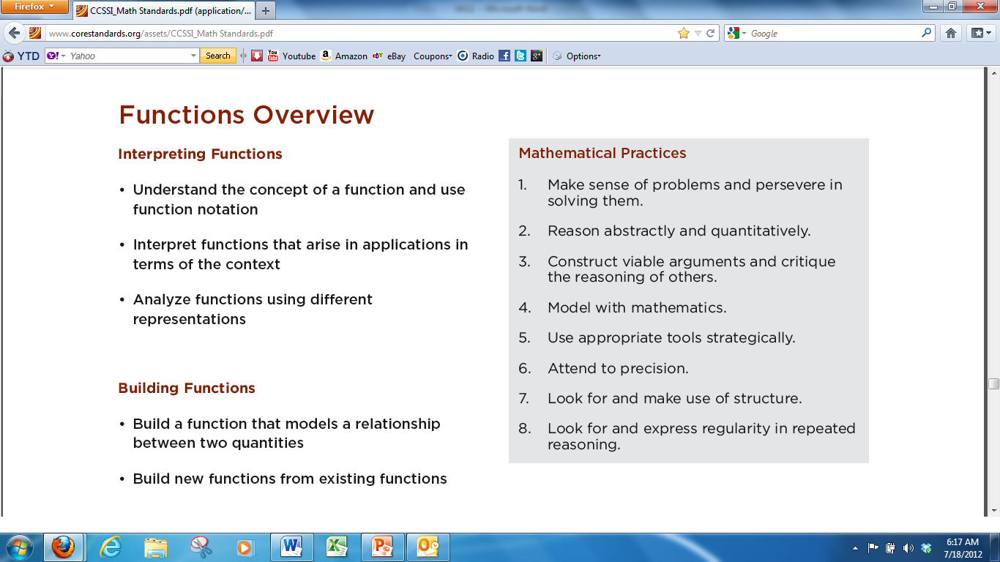 Firefox
CCSSI_Math Standards.pdf (application/...
www.corestandards.org/assets/CCSSI_Math Standards.pdf
Google
YTD
Y! Yahoo
Search
You Tube Youtube
a Amazon
ebY eBay
Coupons
Radio
Options
Functions Overview
Interpreting Functions
• Understand the concept of a function and use
function notation
• Interpret functions that arise in applications in
terms of the context
• Analyze functions using different
representations
Building Functions
• Build a function that models a relationship
between two quantities
• Build new functions from existing functions
Mathematical Practices
1. Make sense of problems and persevere in
solving them.
2. Reason abstractly and quantitatively.
3. Construct viable arguments and critique
the reasoning of others.
4. Model with mathematics.
5. Use appropriate tools strategically.
6. Attend to precision.
7. Look for and make use of structure.
8. Look for and express regularity in repeated
reasoning.
6:17 AM
7/18/2012